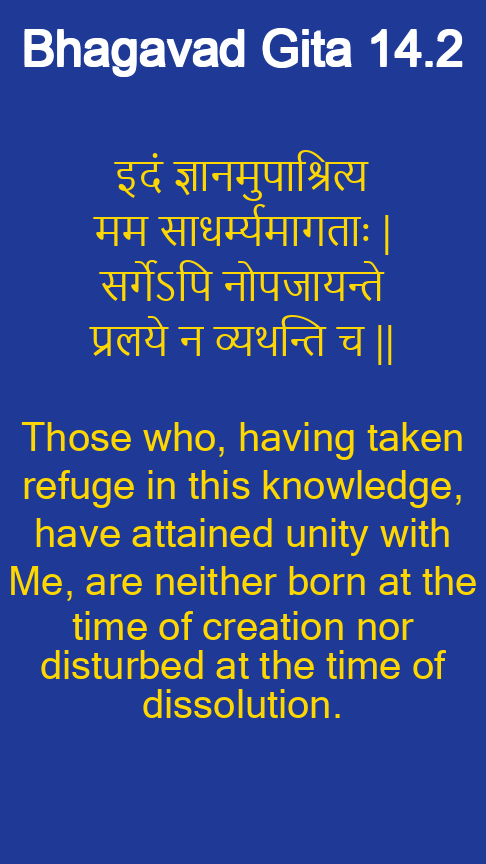 Bhagavad Gita 14.2
इदं ज्ञानमुपाश्रित्य
मम साधर्म्यमागताः |
सर्गेऽपि नोपजायन्ते
प्रलये न व्यथन्ति च ||
Those who, having taken
refuge in this knowledge,
have attained unity with
Me, are neither born at the
time of creation nor
disturbed at the time of
dissolution.